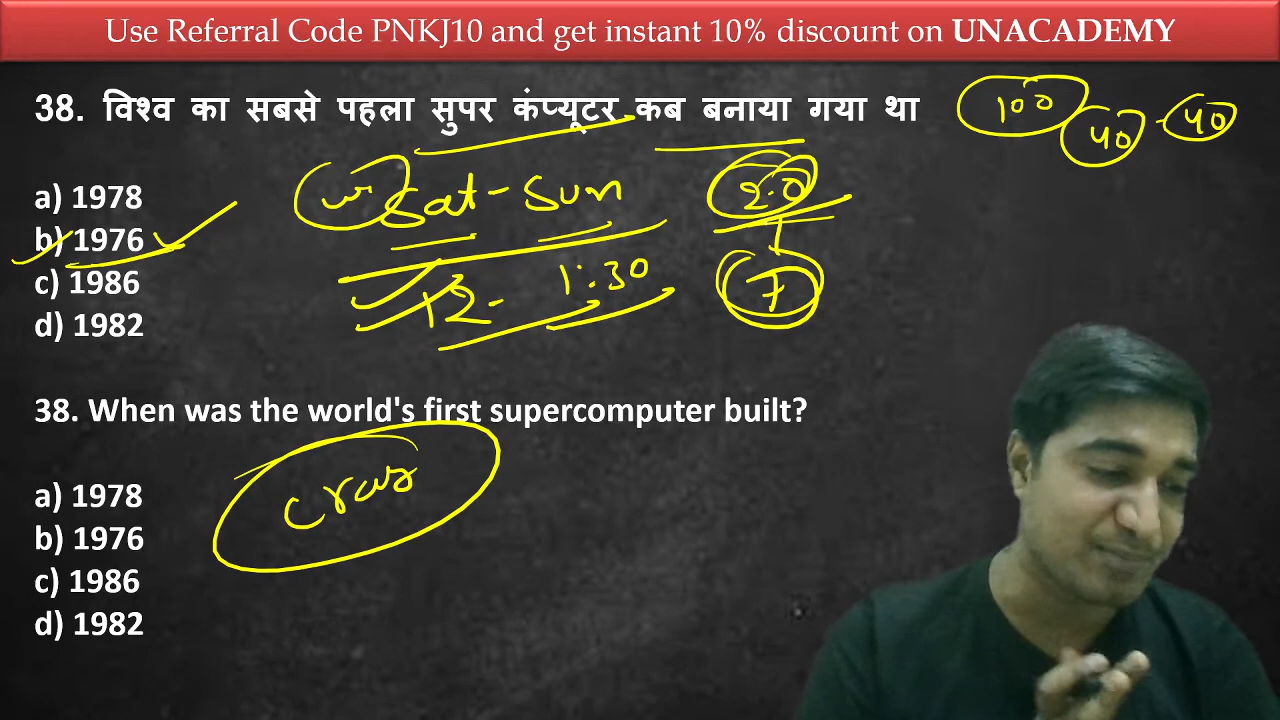 Use Referral Code PNKJ10 and get instant 10% discount on UNACADEMY
38. विश्व का सबसे पहला सुपर कंप्यूटर कब बनाया गया था
100 40 - 40
a) 1978
Sat - Sun 2.0
b) 1976
c) 1986
12 - 1:30 7
d) 1982
38. When was the world's first supercomputer built?
a) 1978
b) 1976
c) 1986
d) 1982